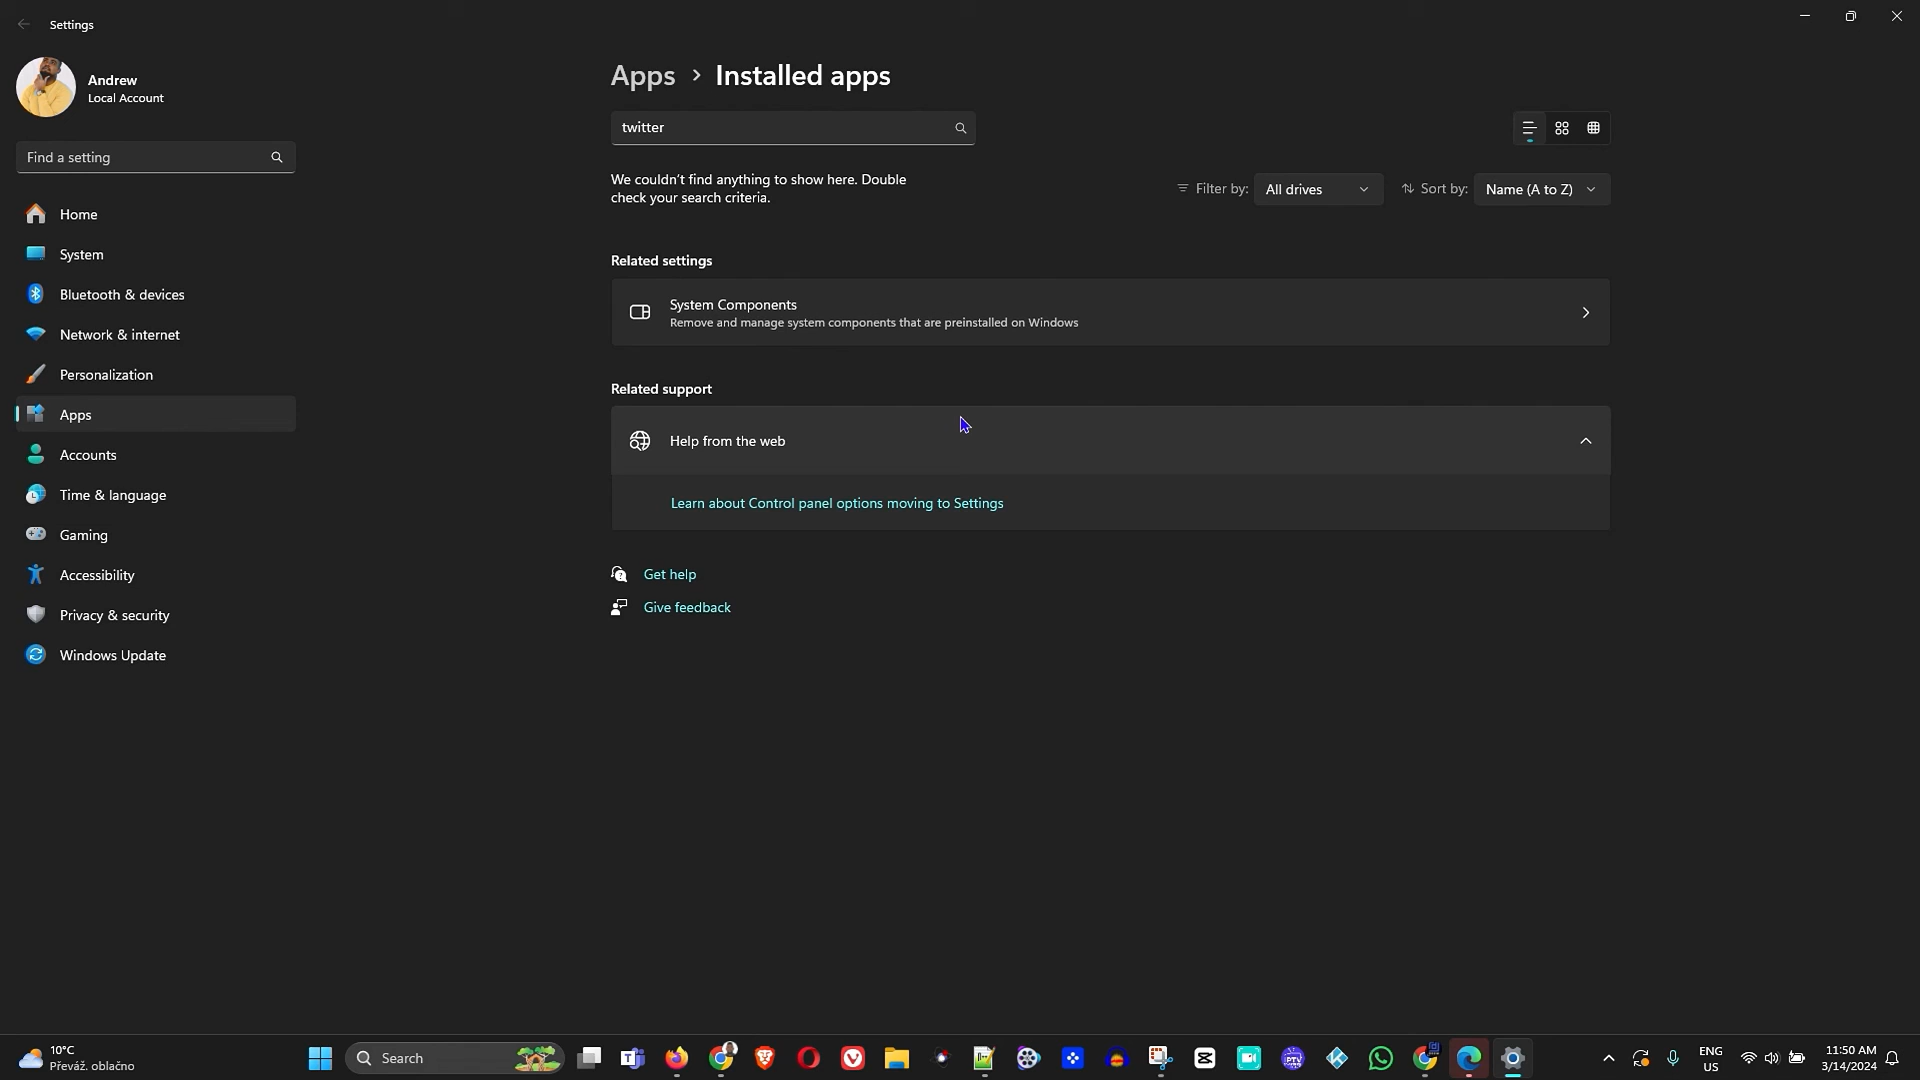 Settings
Andrew
Local Account
Find a setting
Home
System
Bluetooth & devices
Network & internet
Personalization
Apps
Accounts
Time & language
Gaming
Accessibility
Privacy & security
Windows Update
Apps > Installed apps
twitter
We couldn't find anything to show here. Double
check your search criteria.
Filter by: All drives
Sort by: Name (A to Z)
Related settings
System Components
Remove and manage system components that are preinstalled on Windows
Related support
Help from the web
Learn about Control panel options moving to Settings
Get help
Give feedback
10°C
Převáž. oblačno
Search
ENG
US
11:50 AM
3/14/2024